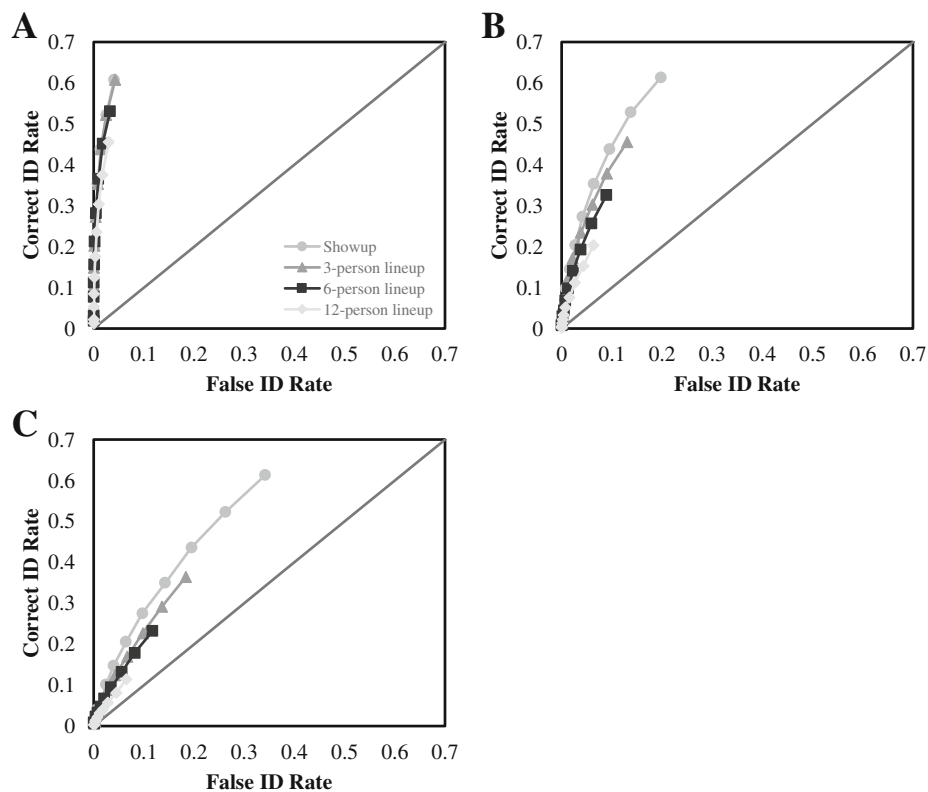 A
Correct ID Rate
0.7
0.6
0.5
0.4
0.3
0.2
0.1
0
Showup
3-person lineup
6-person lineup
12-person lineup
0 0.1 0.2 0.3 0.4 0.5 0.6 0.7
False ID Rate
B
Correct ID Rate
0.7
0.6
0.5
0.4
0.3
0.2
0.1
0
0 0.1 0.2 0.3 0.4 0.5 0.6 0.7
False ID Rate
C
Correct ID Rate
0.7
0.6
0.5
0.4
0.3
0.2
0.1
0
0 0.1 0.2 0.3 0.4 0.5 0.6 0.7
False ID Rate